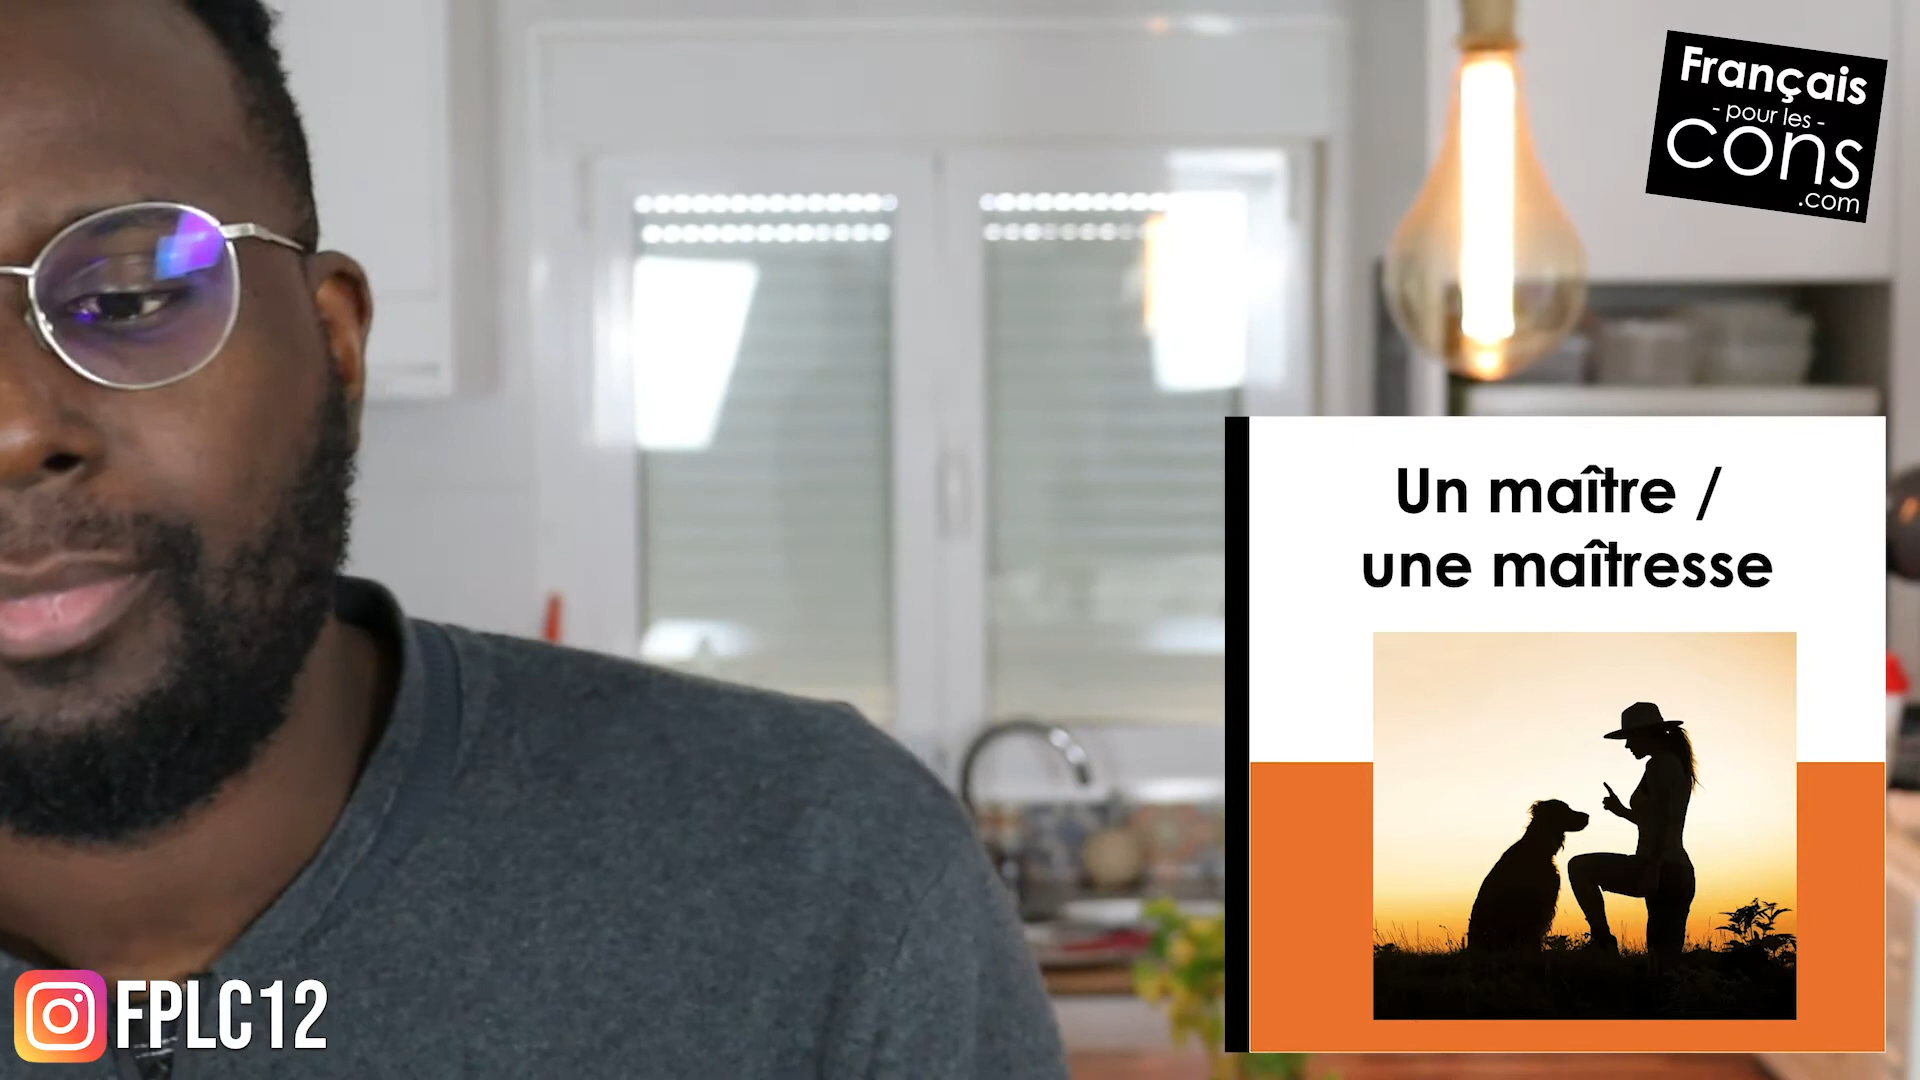 Français
- pour les -
cons
.com
Un maître /
une maîtresse
FPLC12